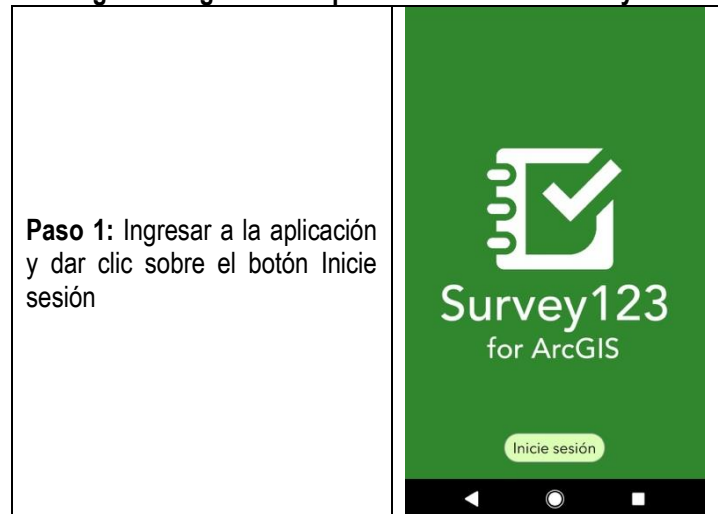 Paso 1: Ingresar a la aplicación
y dar clic sobre el botón Inicie
sesión
Survey123
for ArcGIS
Inicie sesión